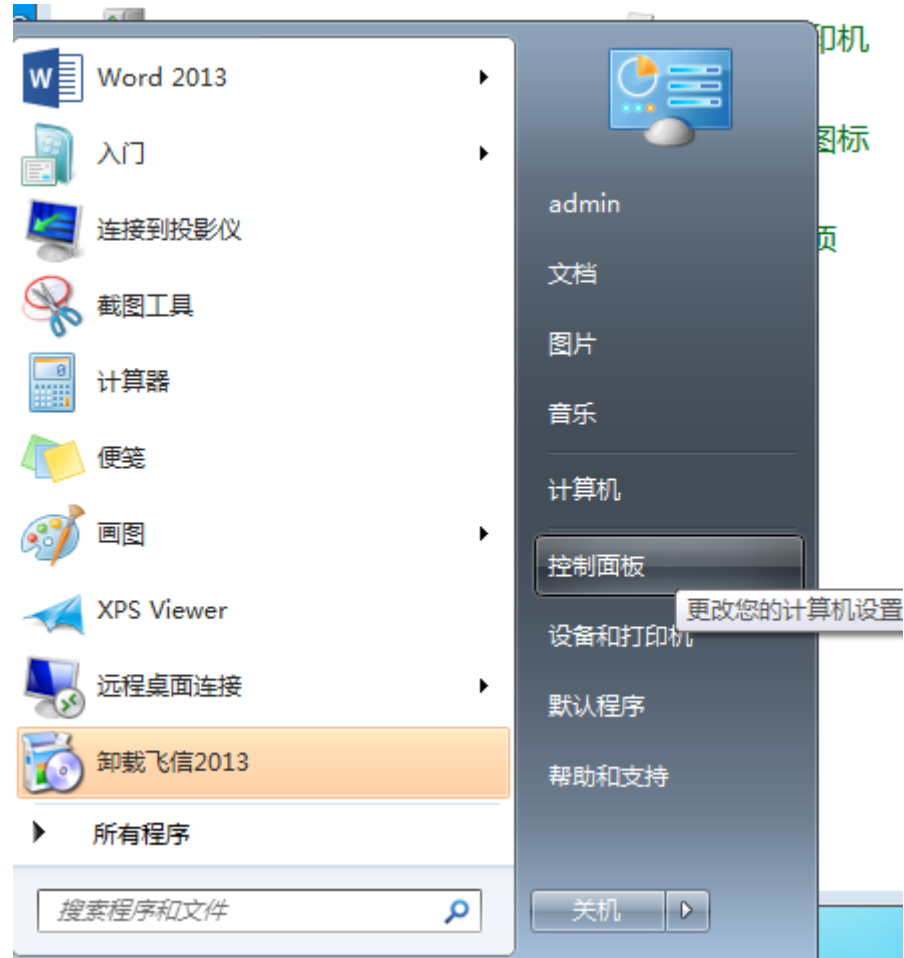 Word 2013
入门
连接到投影仪
截图工具
计算器
便笺
画图
XPS Viewer
远程桌面连接
卸载飞信2013
所有程序
搜索程序和文件
admin
文档
图片
音乐
计算机
控制面板
更改您的计算机设置
设备和打印机
默认程序
帮助和支持
关机
印机
图标
页